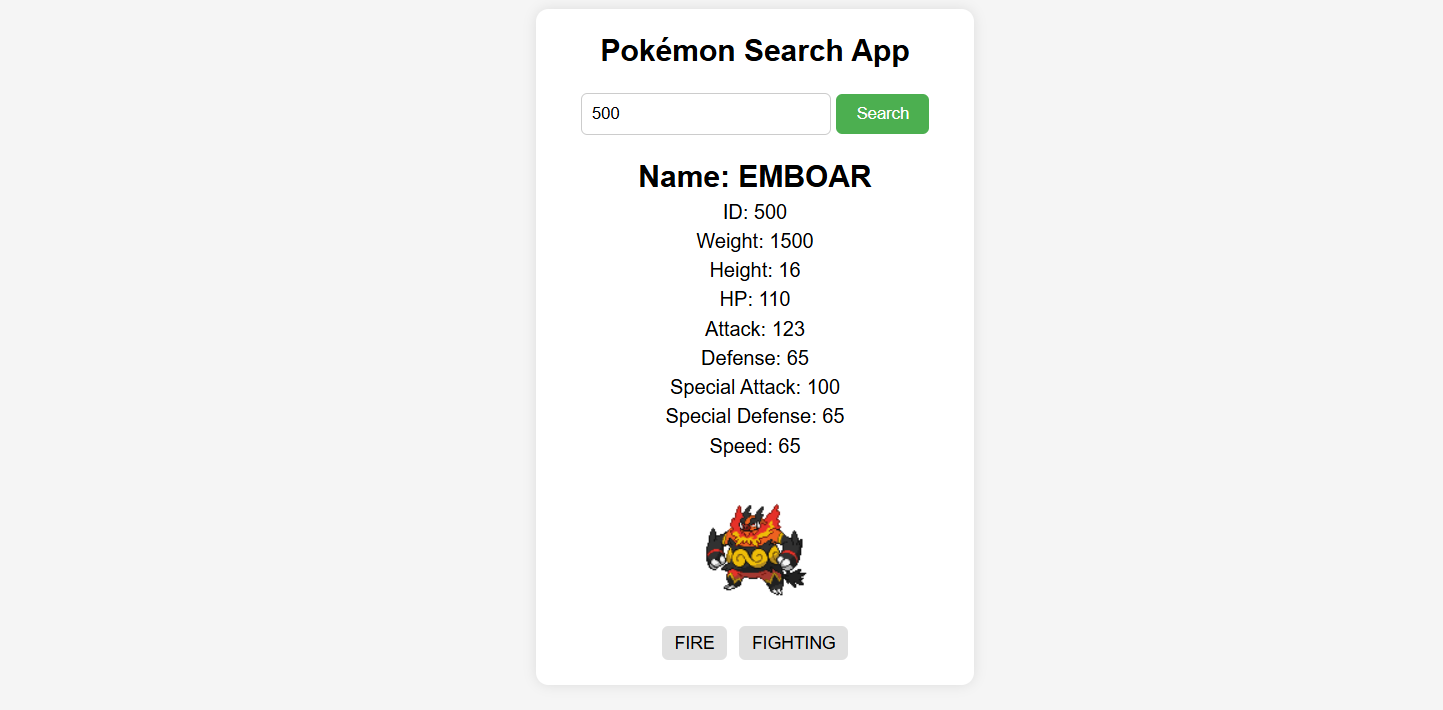 Pokémon Search App
500 Search
Name: EMBOAR
ID: 500
Weight: 1500
Height: 16
HP: 110
Attack: 123
Defense: 65
Special Attack: 100
Special Defense: 65
Speed: 65
FIRE FIGHTING